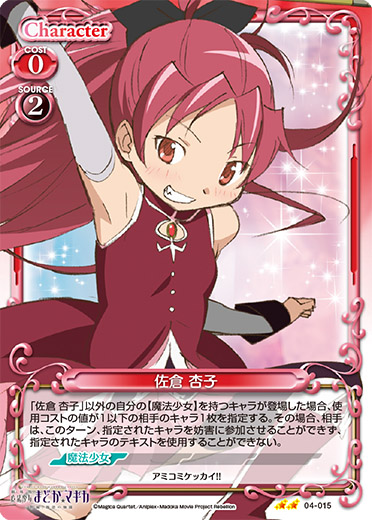 Character
COST
0
SOURCE
2
佐倉 杏子
「佐倉 杏子」以外の自分の【魔法少女】を持つキャラが登場した場合、使
用コストの値が1以下の相手のキャラ1枚を指定する。その場合、相手
は、このターン、指定されたキャラを妨害に参加させることができず、
指定されたキャラのテキストを使用することができない。
魔法少女
アミコミケッカイ!!
まどか☆マギカ
©Magica Quartet／Aniplex・Madoka Movie Project Rebellion
04-015